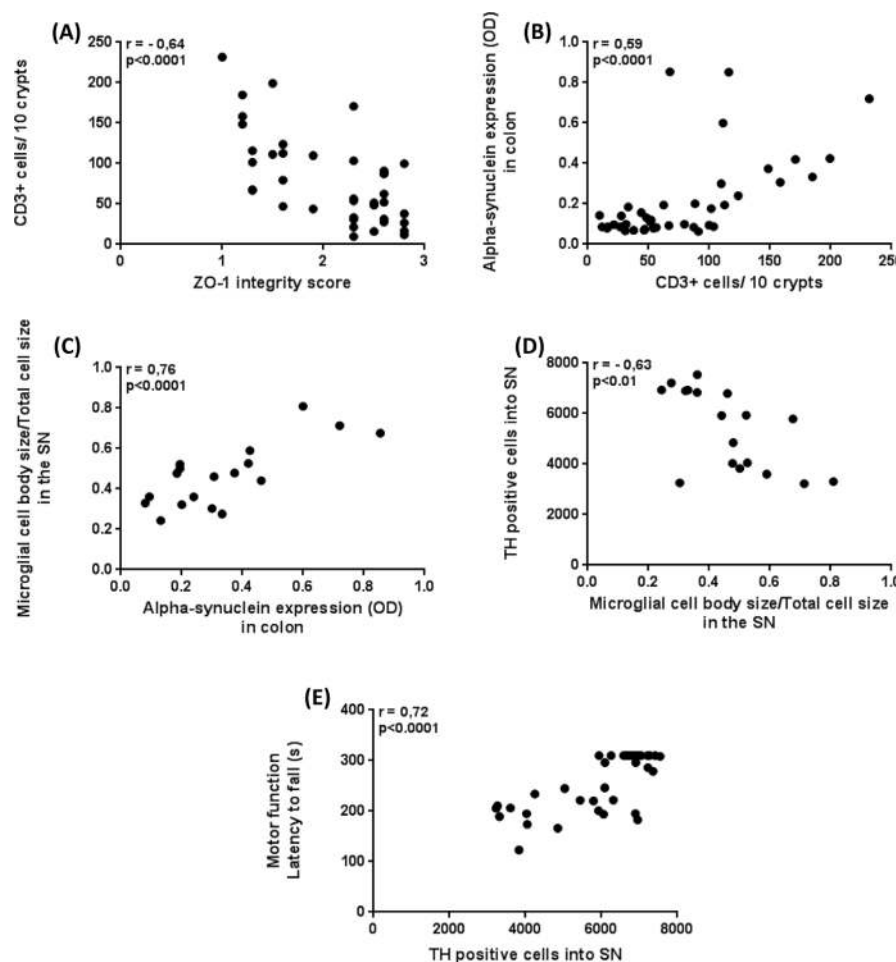 (A)
r = - 0,64
p<0.0001
250
200
150
100
50
0
CD3+ cells/ 10 crypts
0
1
2
3
ZO-1 integrity score
(B)
r = 0,59
p<0.0001
1.0
0.8
0.6
0.4
0.2
0.0
Alpha-synuclein expression (OD)
in colon
0
50
100
150
200
250
CD3+ cells/ 10 crypts
(C)
r = 0,76
p<0.0001
1.0
0.8
0.6
0.4
0.2
0.0
Microglial cell body size/Total cell size
in the SN
0.0
0.2
0.4
0.6
0.8
1.0
Alpha-synuclein expression (OD)
in colon
(D)
r = - 0,63
p<0.01
8000
6000
4000
2000
0
TH positive cells into SN
0.0
0.2
0.4
0.6
0.8
1.0
Microglial cell body size/Total cell size
in the SN
(E)
r = 0,72
p<0.0001
400
300
200
100
0
Motor function
Latency to fall (s)
0
2000
4000
6000
8000
TH positive cells into SN